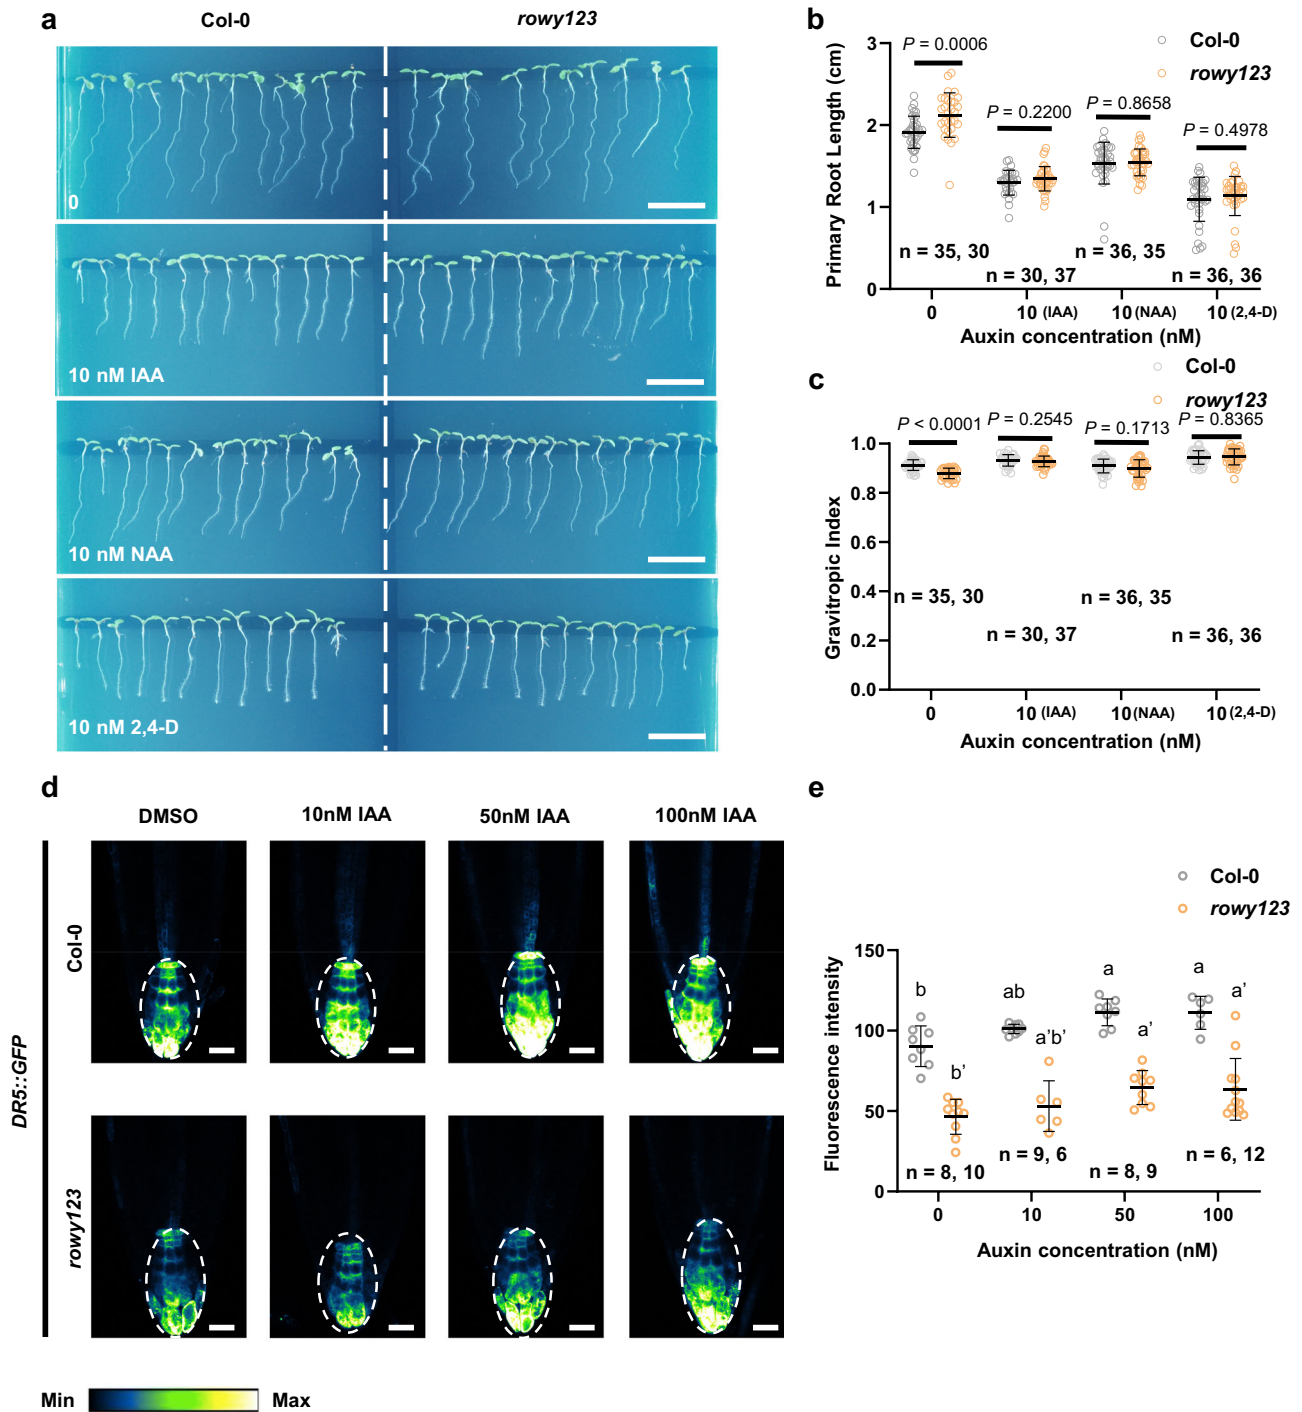 a
Col-0
rowy123
0
10 nM IAA
10 nM NAA
10 nM 2,4-D
b
Col-0
rowy123
P = 0.0006
P = 0.2200
P = 0.8658
P = 0.4978
Primary Root Length (cm)
3
2
1
0
n = 35, 30
n = 30, 37
n = 36, 35
n = 36, 36
0
10 (IAA)
10 (NAA)
10 (2,4-D)
Auxin concentration (nM)
c
Col-0
rowy123
P < 0.0001
P = 0.2545
P = 0.1713
P = 0.8365
Gravitropic Index
1.0
0.8
0.6
0.4
0.2
0.0
n = 35, 30
n = 30, 37
n = 36, 35
n = 36, 36
0
10 (IAA)
10 (NAA)
10 (2,4-D)
Auxin concentration (nM)
d
DMSO
10nM IAA
50nM IAA
100nM IAA
DR5::GFP
Col-0
rowy123
Min
Max
e
Col-0
rowy123
Fluorescence intensity
150
100
50
0
b
b’
ab
a’b’
a
a’
a
a’
n = 8, 10
n = 9, 6
n = 8, 9
n = 6, 12
0
10
50
100
Auxin concentration (nM)